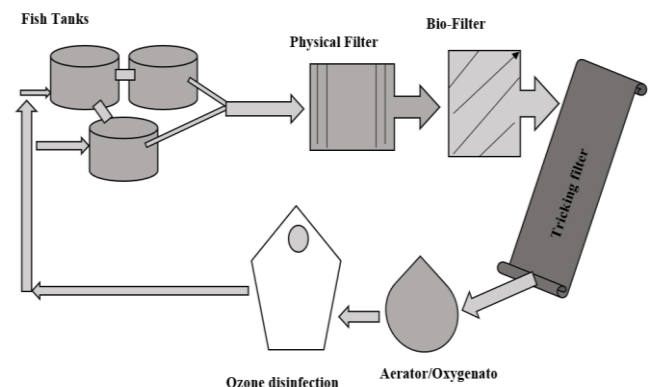 Fish Tanks
Physical Filter
Bio-Filter
Tricking filter
Aerator/Oxygenato
Ozone disinfection